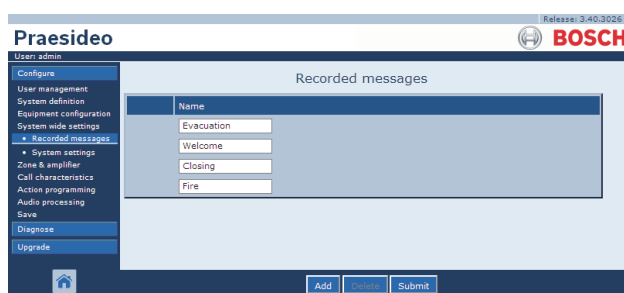 Release: 3.40.3026
Praesideo
BOSCH
User: admin
Configure
User management
System definition
Equipment configuration
System wide settings
• Recorded messages
• System settings
Zone & amplifier
Call characteristics
Action programming
Audio processing
Save
Diagnose
Upgrade
Recorded messages
Name
Evacuation
Welcome
Closing
Fire
Add
Delete
Submit